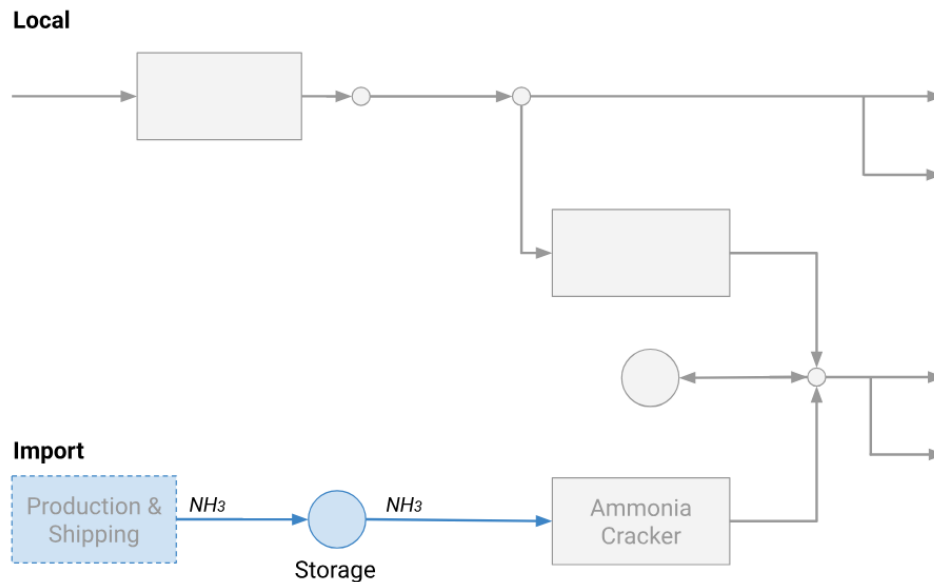 Local
Import
Production &
Shipping
NH3
NH3
Ammonia
Cracker
Storage